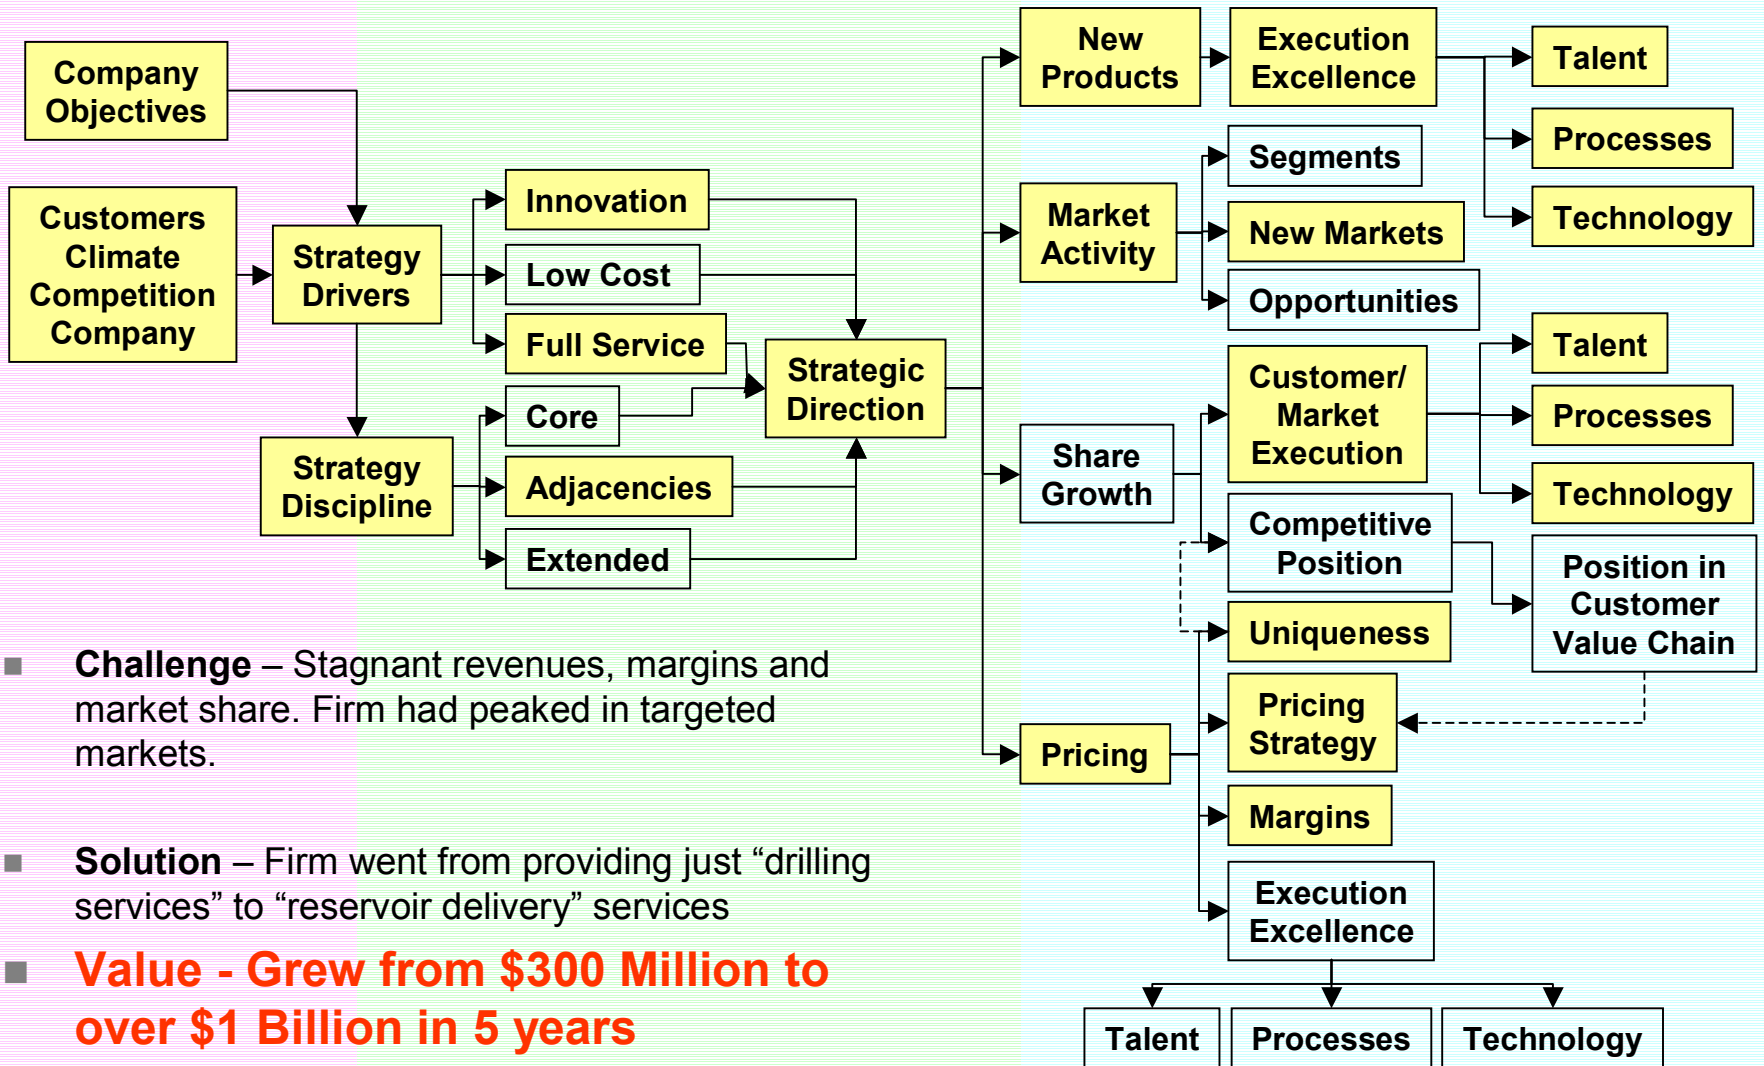 Company
Objectives
Customers
Climate
Competition
Company
Strategy
Drivers
Strategy
Discipline
Innovation
Low Cost
Full Service
Core
Adjacencies
Extended
Strategic
Direction
New
Products
Execution
Excellence
Talent
Processes
Technology
Market
Activity
Segments
New Markets
Opportunities
Share
Growth
Customer/
Market
Execution
Talent
Processes
Technology
Competitive
Position
Position in
Customer
Value Chain
Pricing
Uniqueness
Pricing
Strategy
Margins
Execution
Excellence
Talent
Processes
Technology
Challenge – Stagnant revenues, margins and
market share. Firm had peaked in targeted
markets.
Solution – Firm went from providing just “drilling
services” to “reservoir delivery” services
Value - Grew from $300 Million to
over $1 Billion in 5 years